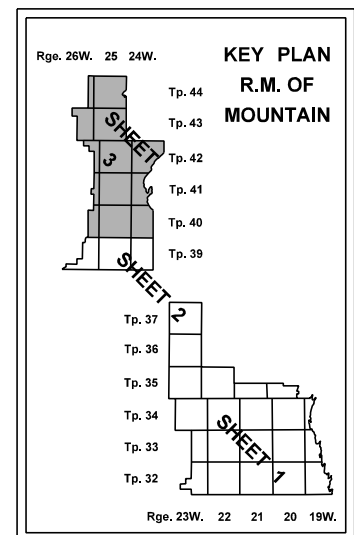 KEY PLAN
R.M. OF
MOUNTAIN
Rge. 26W. 25 24W.
Tp. 44
Tp. 43
Tp. 42
Tp. 41
Tp. 40
Tp. 39
SHEET 3
SHEET 2
Tp. 37
Tp. 36
Tp. 35
Tp. 34
Tp. 33
Tp. 32
SHEET 1
Rge. 23W. 22 21 20 19W.